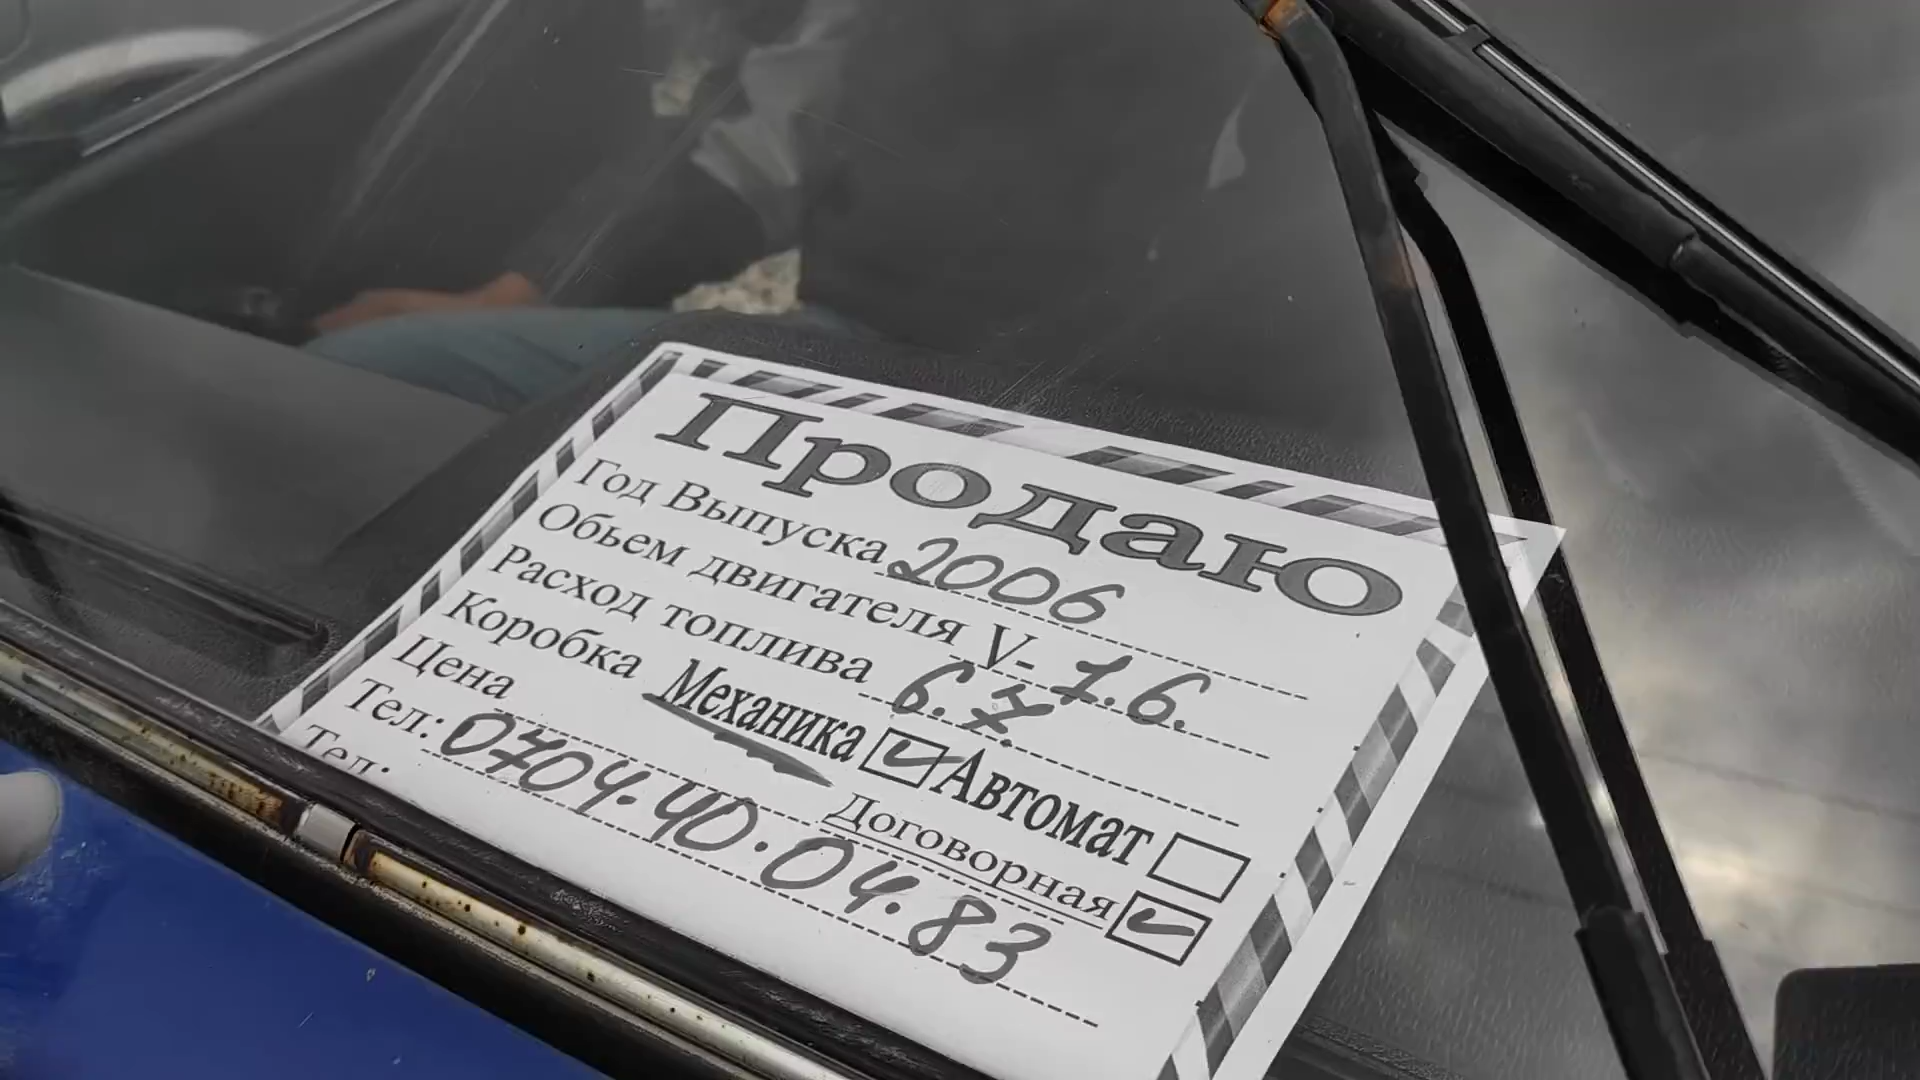 Продаю
Год Выпуска 2006
Обьем двигателя V- 1.6.
Расход топлива 6.7.
Коробка Механика Автомат
Цена Договорная
Тел: 0704.40.04.83
Тел: